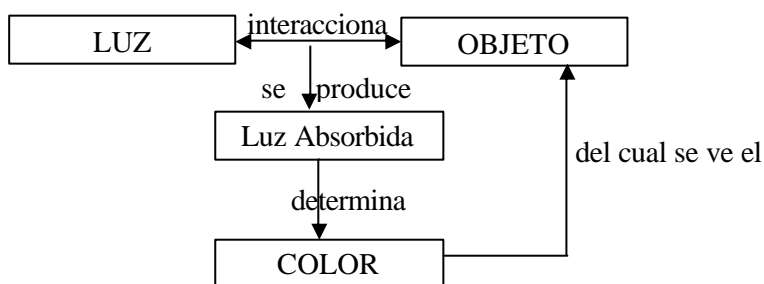 interacciona
LUZ OBJETO
se produce
Luz Absorbida
del cual se ve el
determina
COLOR